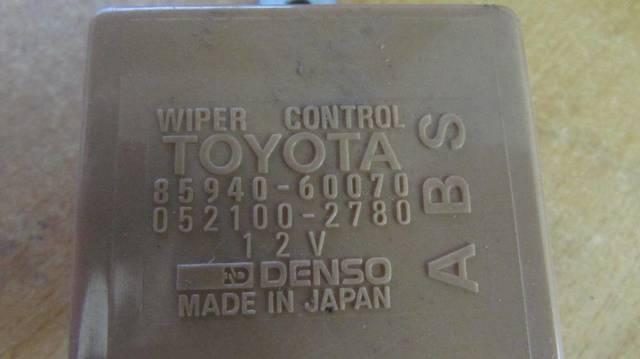 WIPER CONTROL
TOYOTA
85940-60070
052100-2780
12V
DENSO
MADE IN JAPAN
ABS